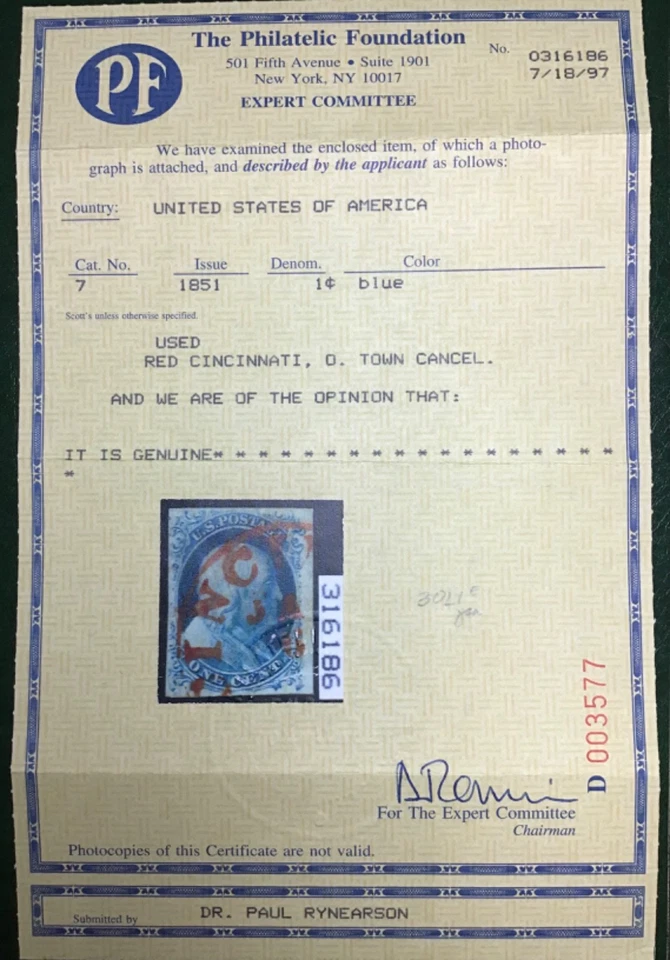 PF
The Philatelic Foundation
501 Fifth Avenue • Suite 1901
New York, NY 10017
EXPERT COMMITTEE
No. 0316186
7/18/97
We have examined the enclosed item, of which a photo-
graph is attached, and described by the applicant as follows:
Country: UNITED STATES OF AMERICA
Cat. No. Issue Denom. Color
7 1851 1¢ blue
Scott's unless otherwise specified.
USED
RED CINCINNATI, O. TOWN CANCEL.
AND WE ARE OF THE OPINION THAT:
IT IS GENUINE* * * * * * * * * * * * * * * * * *
*
U.S. POSTAG
INC
ONE CENT
316186
D 003577
For The Expert Committee
Chairman
Photocopies of this Certificate are not valid.
Submitted by DR. PAUL RYNEARSON